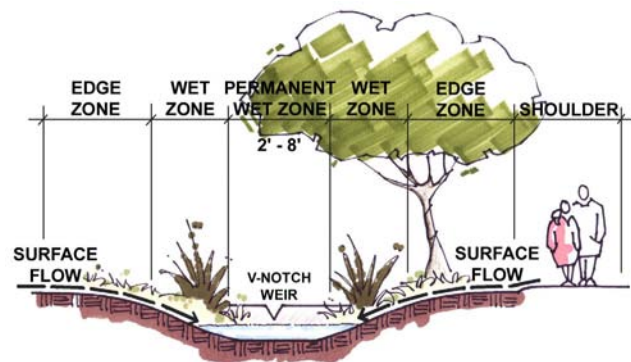 EDGE
ZONE
WET
ZONE
PERMANENT
WET ZONE
WET
ZONE
EDGE
ZONE
SHOULDER
2' - 8'
SURFACE
FLOW
V-NOTCH
WEIR
SURFACE
FLOW